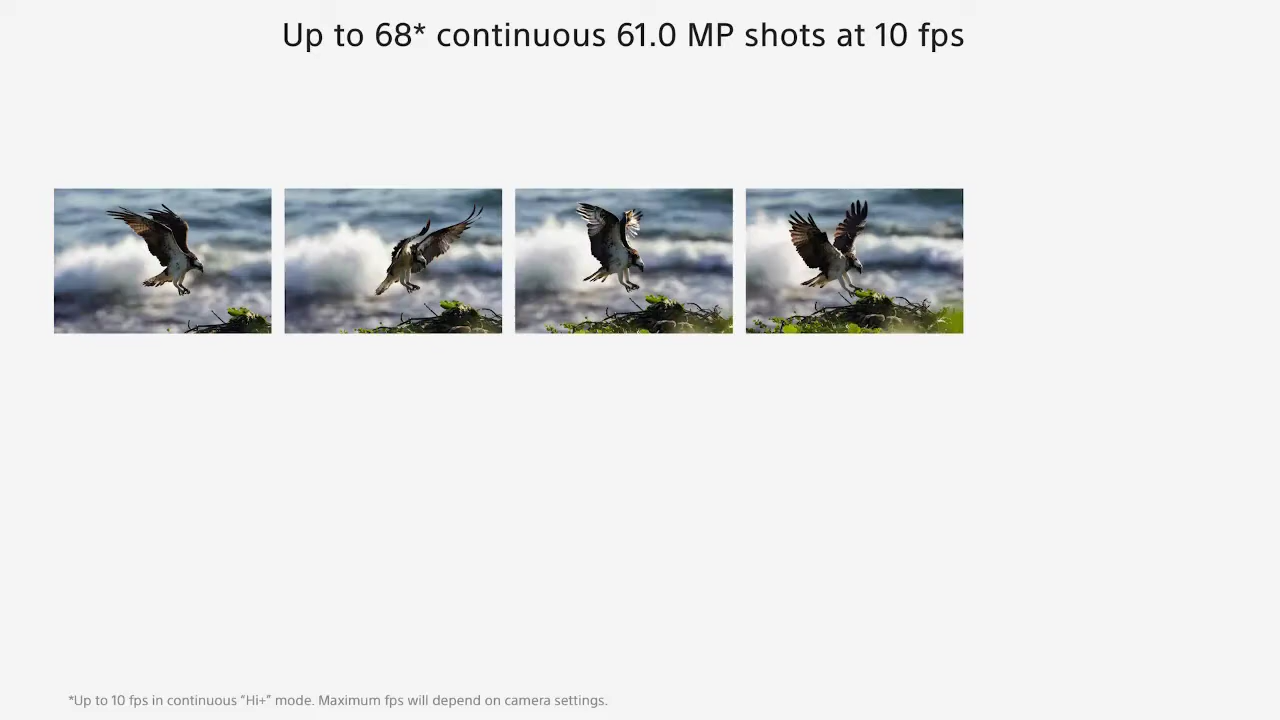 Up to 68* continuous 61.0 MP shots at 10 fps
*Up to 10 fps in continuous “Hi+” mode. Maximum fps will depend on camera settings.